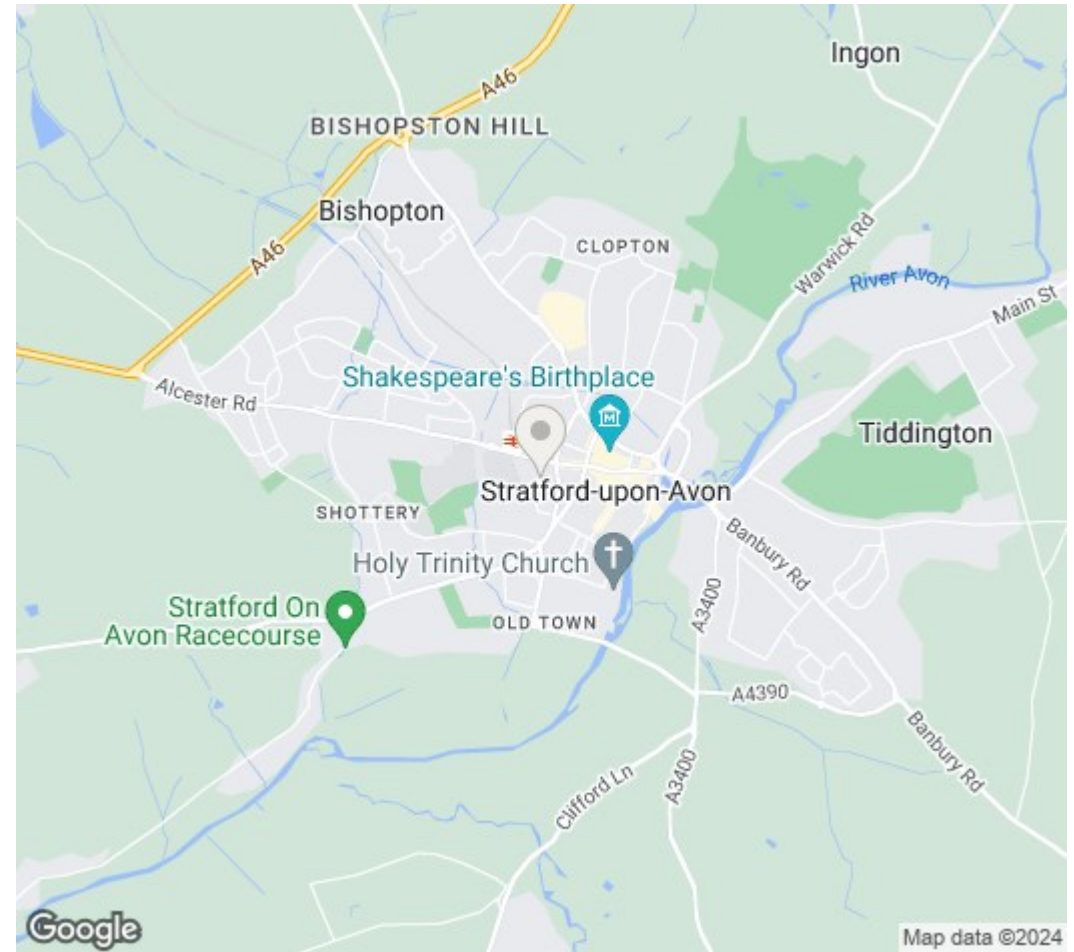 Ingon
A46
BISHOPSTON HILL
Bishopton
CLOPTON
A46
Warwick Rd
River Avon
Main St
Shakespeare's Birthplace
Alcester Rd
Tiddington
Stratford-upon-Avon
SHOTTERY
Banbury Rd
Holy Trinity Church
Stratford On
Avon Racecourse
OLD TOWN
A3400
A4390
Banbury Rd
Clifford Ln
A3400
Google
Map data ©2024